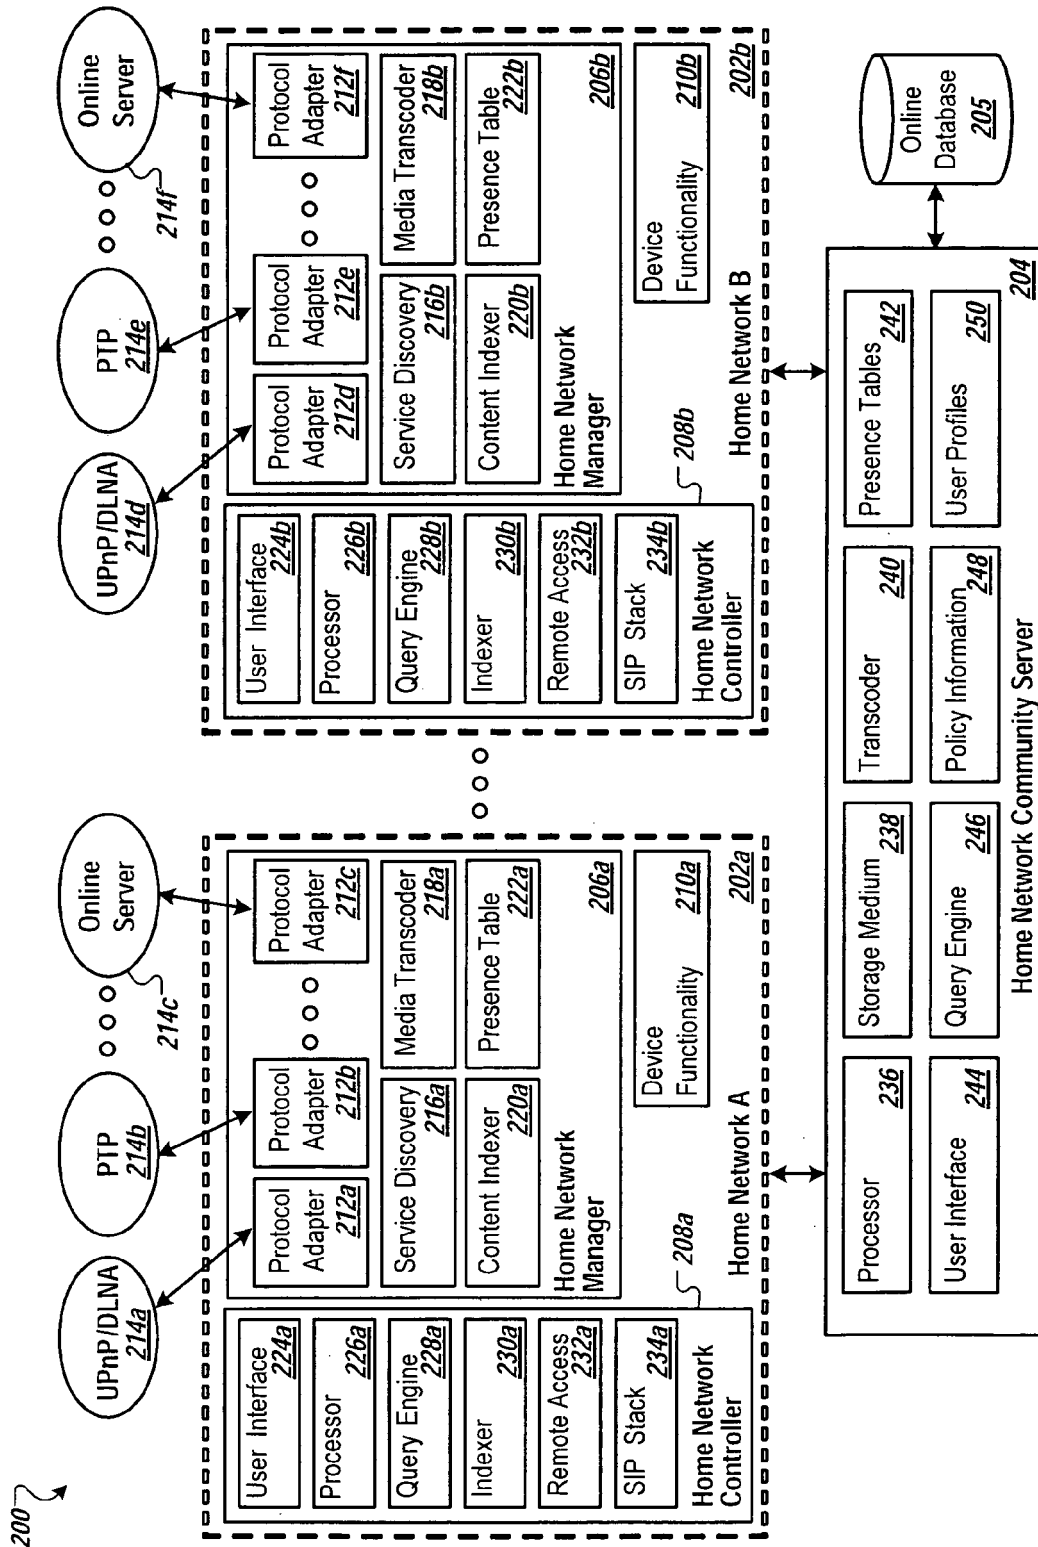 200
UPnP/DLNA
214a
PTP
214b
Online
Server
214c
UPnP/DLNA
214d
PTP
214e
Online
Server
214f
User Interface
224a
Processor
226a
Query Engine
228a
Indexer
230a
Remote Access
232a
SIP Stack
234a
Home Network
Controller
208a
Protocol
Adapter
212a
Protocol
Adapter
212b
Protocol
Adapter
212c
Service Discovery
216a
Media Transcoder
218a
Content Indexer
220a
Presence Table
222a
Home Network
Manager
206a
Device
Functionality
210a
Home Network A
202a
User Interface
224b
Processor
226b
Query Engine
228b
Indexer
230b
Remote Access
232b
SIP Stack
234b
Home Network
Controller
208b
Protocol
Adapter
212d
Protocol
Adapter
212e
Protocol
Adapter
212f
Service Discovery
216b
Media Transcoder
218b
Content Indexer
220b
Presence Table
222b
Home Network
Manager
206b
Device
Functionality
210b
Home Network B
202b
Processor
236
Storage Medium
238
Transcoder
240
Presence Tables
242
User Interface
244
Query Engine
246
Policy Information
248
User Profiles
250
Home Network Community Server
204
Online
Database
205